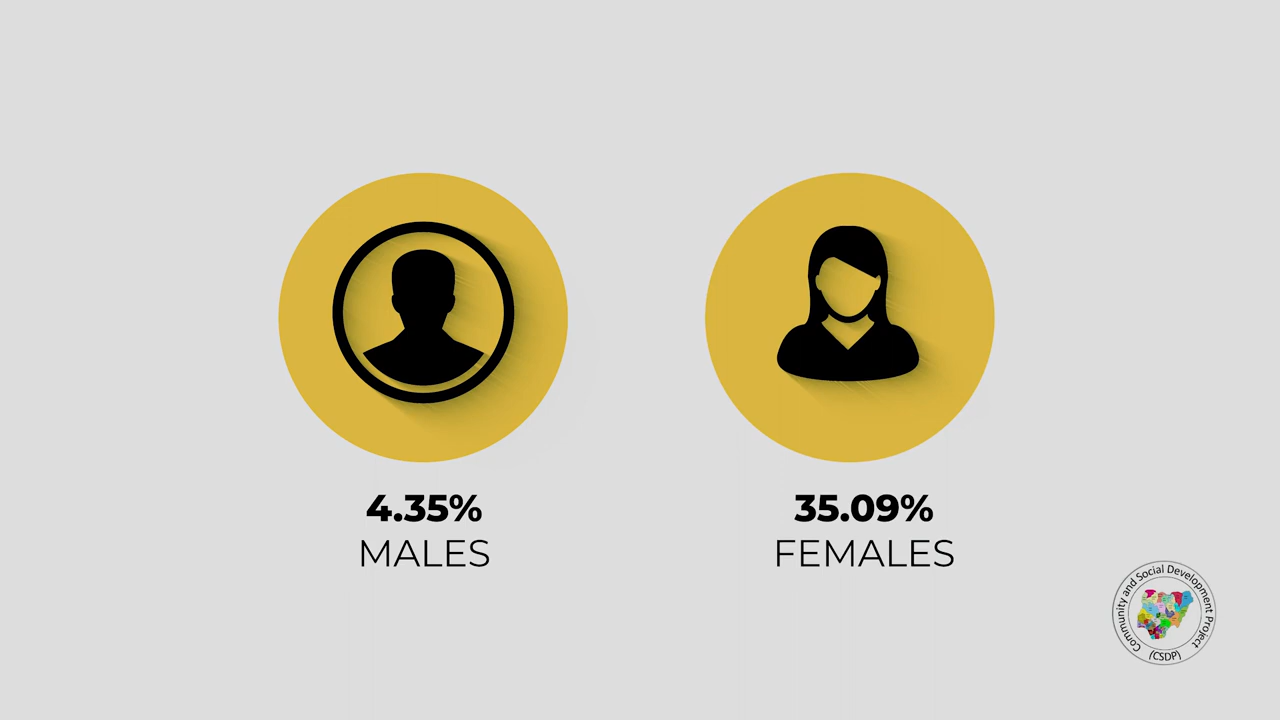 4.35%
MALES
35.09%
FEMALES
Community and Social Development Project
(CSDP)